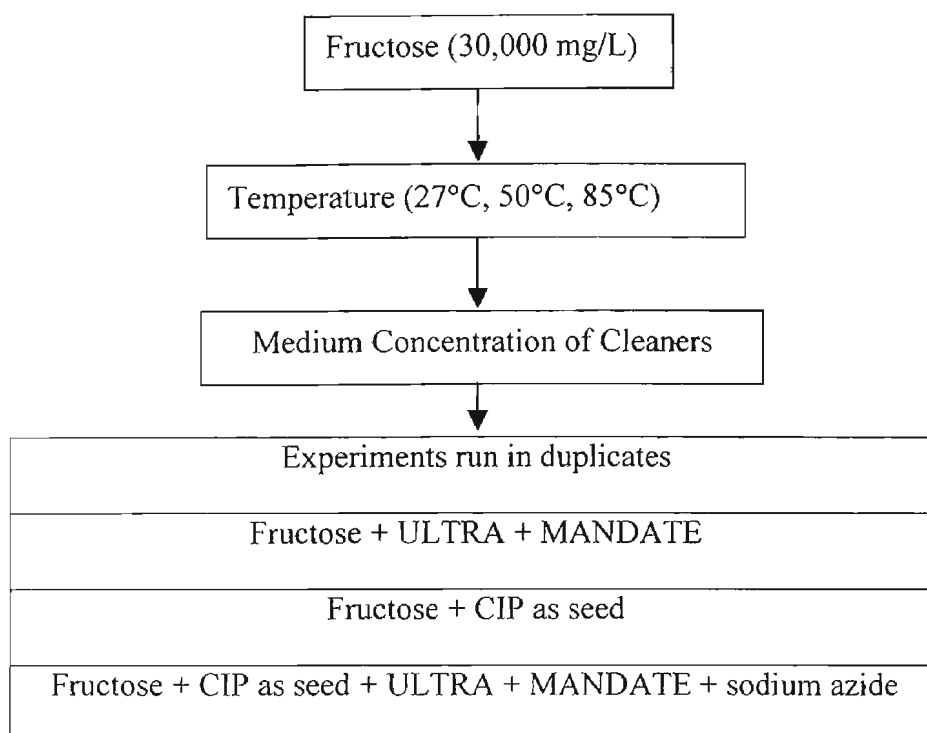 Fructose (30,000 mg/L)
Temperature (27°C, 50°C, 85°C)
Medium Concentration of Cleaners
Experiments run in duplicates
Fructose + ULTRA + MANDATE
Fructose + CIP as seed
Fructose + CIP as seed + ULTRA + MANDATE + sodium azide